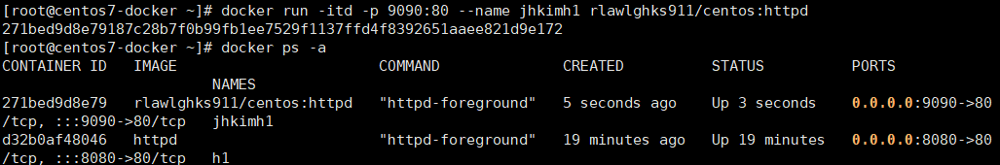 [root@centos7-docker ~]# docker run -itd -p 9090:80 --name jhkimh1 rlawlghks911/centos:httpd
271bed9d8e79187c28b7f0b99fb1ee7529f1137ffd4f8392651aaee821d9e172
[root@centos7-docker ~]# docker ps -a
CONTAINER ID   IMAGE                       COMMAND              CREATED          STATUS          PORTS
                         NAMES
271bed9d8e79   rlawlghks911/centos:httpd   "httpd-foreground"   5 seconds ago    Up 3 seconds    0.0.0.0:9090->80
/tcp, :::9090->80/tcp   jhkimh1
d32b0af48046   httpd                       "httpd-foreground"   19 minutes ago   Up 19 minutes   0.0.0.0:8080->80
/tcp, :::8080->80/tcp   h1